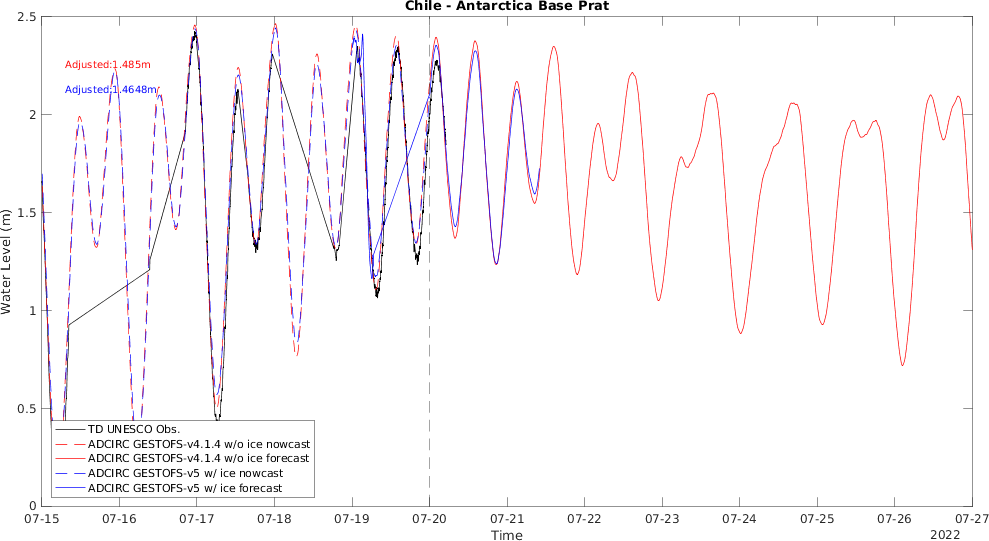 Chile - Antarctica Base Prat
2.5
2
1.5
1
0.5
0
Water Level (m)
Adjusted:1.485m
Adjusted:1.4648m
TD UNESCO Obs.
ADCIRC GESTOFS-v4.1.4 w/o ice nowcast
ADCIRC GESTOFS-v4.1.4 w/o ice forecast
ADCIRC GESTOFS-v5 w/ ice nowcast
ADCIRC GESTOFS-v5 w/ ice forecast
07-15 07-16 07-17 07-18 07-19 07-20 07-21 07-22 07-23 07-24 07-25 07-26 07-27
Time
2022